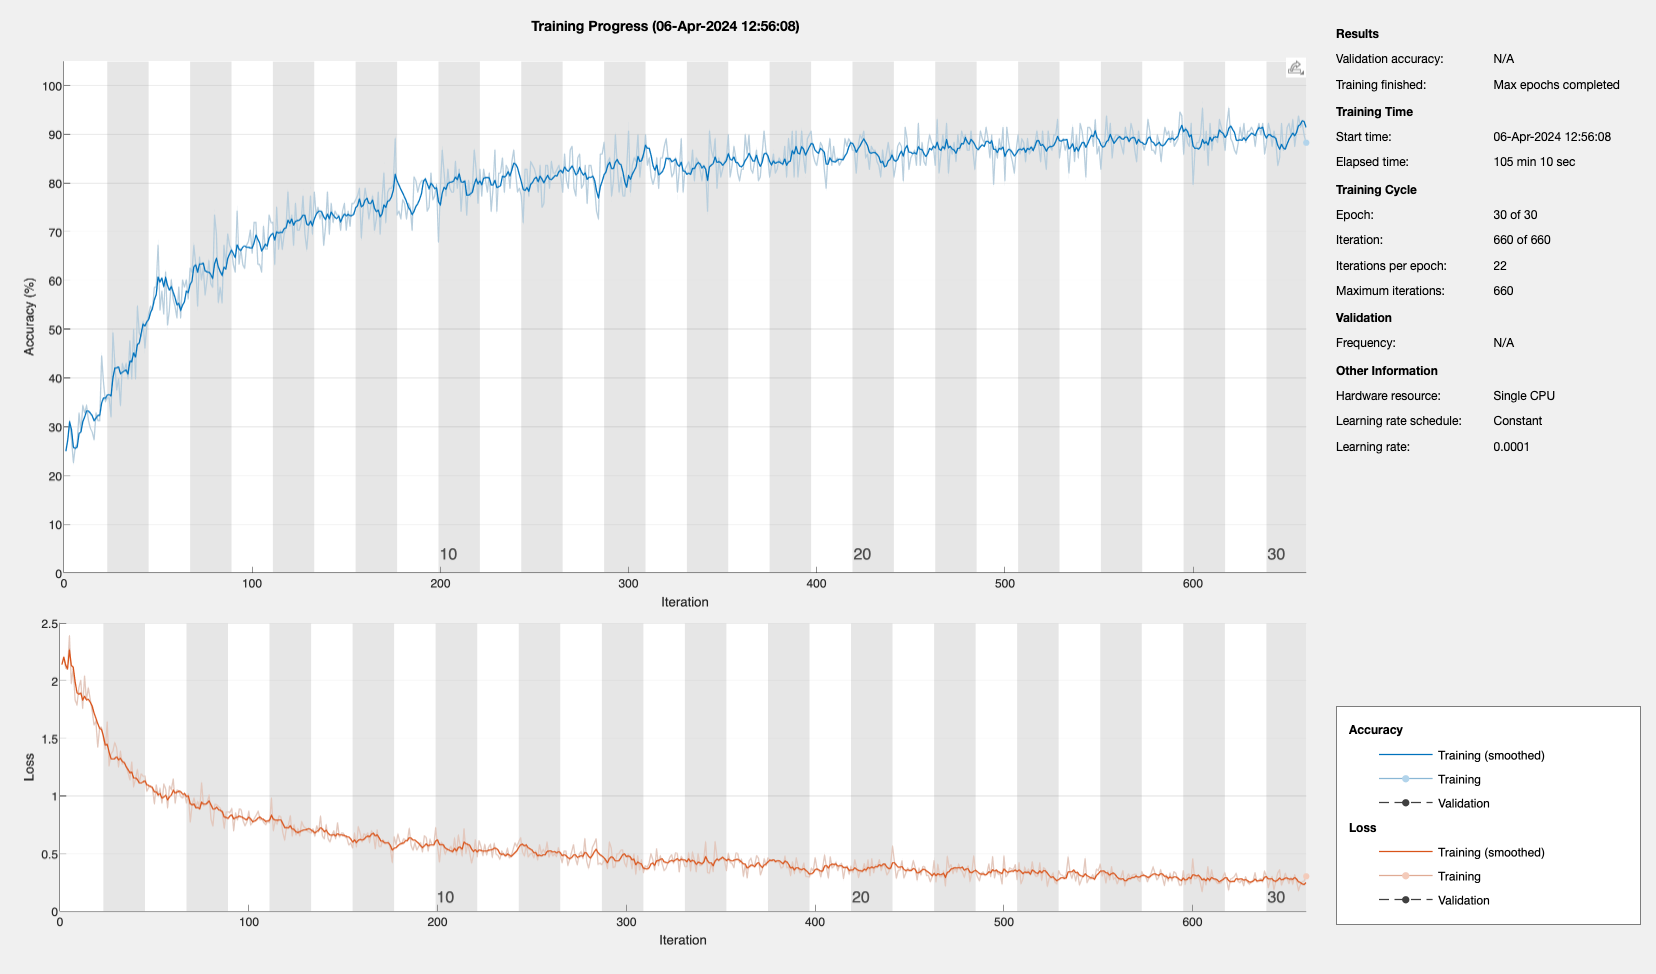 Training Progress (06-Apr-2024 12:56:08)
100
90
80
70
60
50
40
30
20
10
0
Accuracy (%)
10
20
30
0 100 200 300 400 500 600
Iteration
2.5
2
1.5
1
0.5
0
Loss
10
20
30
0 100 200 300 400 500 600
Iteration
Results
Validation accuracy: N/A
Training finished: Max epochs completed
Training Time
Start time: 06-Apr-2024 12:56:08
Elapsed time: 105 min 10 sec
Training Cycle
Epoch: 30 of 30
Iteration: 660 of 660
Iterations per epoch: 22
Maximum iterations: 660
Validation
Frequency: N/A
Other Information
Hardware resource: Single CPU
Learning rate schedule: Constant
Learning rate: 0.0001
Accuracy
Training (smoothed)
Training
Validation
Loss
Training (smoothed)
Training
Validation